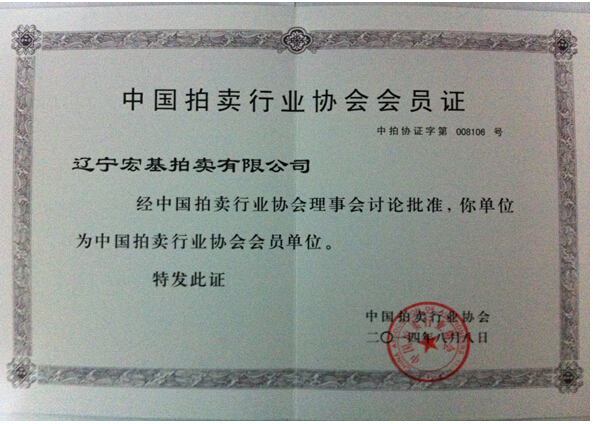 中国拍卖行业协会会员证
中拍协证字第 008106 号
辽宁宏基拍卖有限公司
经中国拍卖行业协会理事会讨论批准，你单位
为中国拍卖行业协会会员单位。
特发此证
中国拍卖行业协会
二〇一四年八月八日